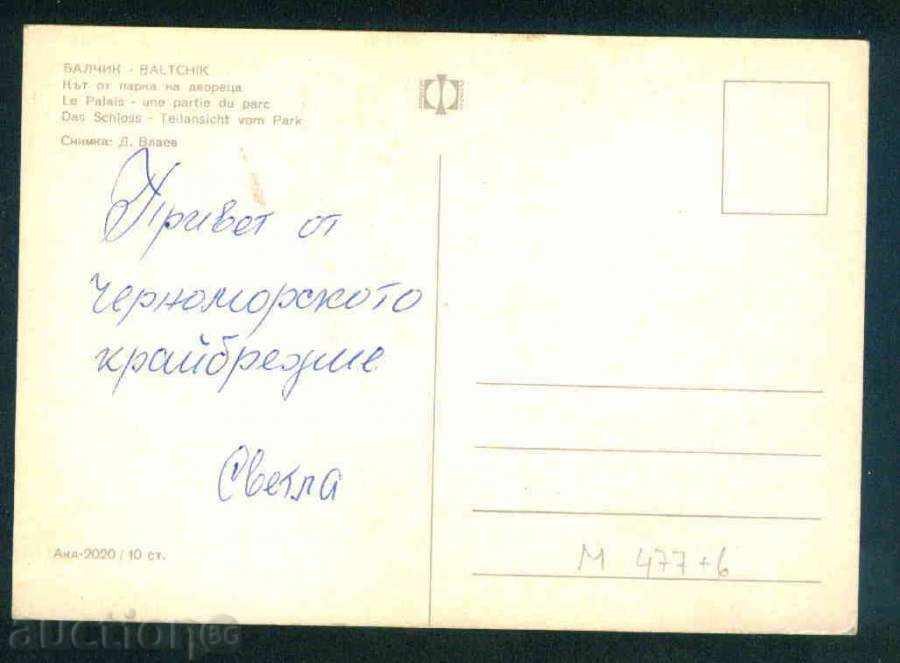 БАЛЧИК - BALTCHIK
Кът от парка на двореца
Le Palais - une partie du parc
Das Schloss - Teilansicht vom Park
Снимка: Д. Влаев
Привет от
черноморското
крайбрежие
Светла
Акл-2020 / 10 ст.
М 477+6
auction BG